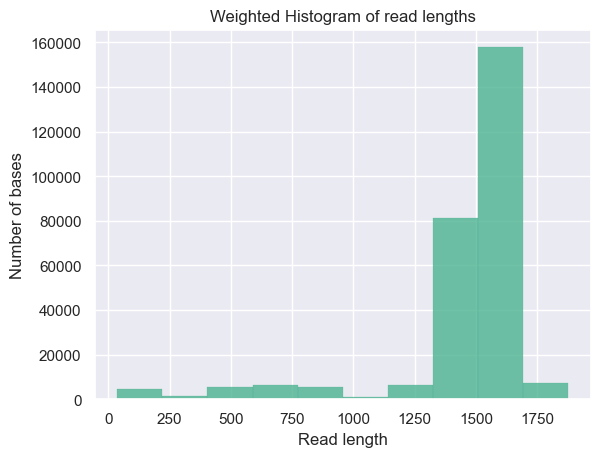 Weighted Histogram of read lengths
160000
140000
120000
100000
80000
60000
40000
20000
0
Number of bases
0 250 500 750 1000 1250 1500 1750
Read length